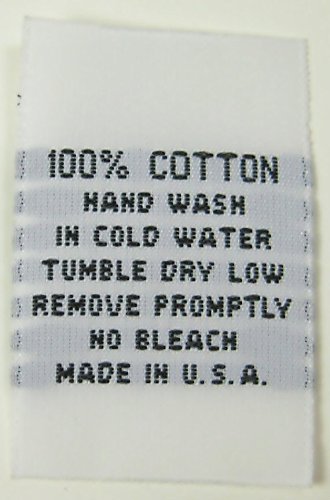 100% COTTON
HAND WASH
IN COLD WATER
TUMBLE DRY LOW
REMOVE PROMPTLY
NO BLEACH
MADE IN U.S.A.